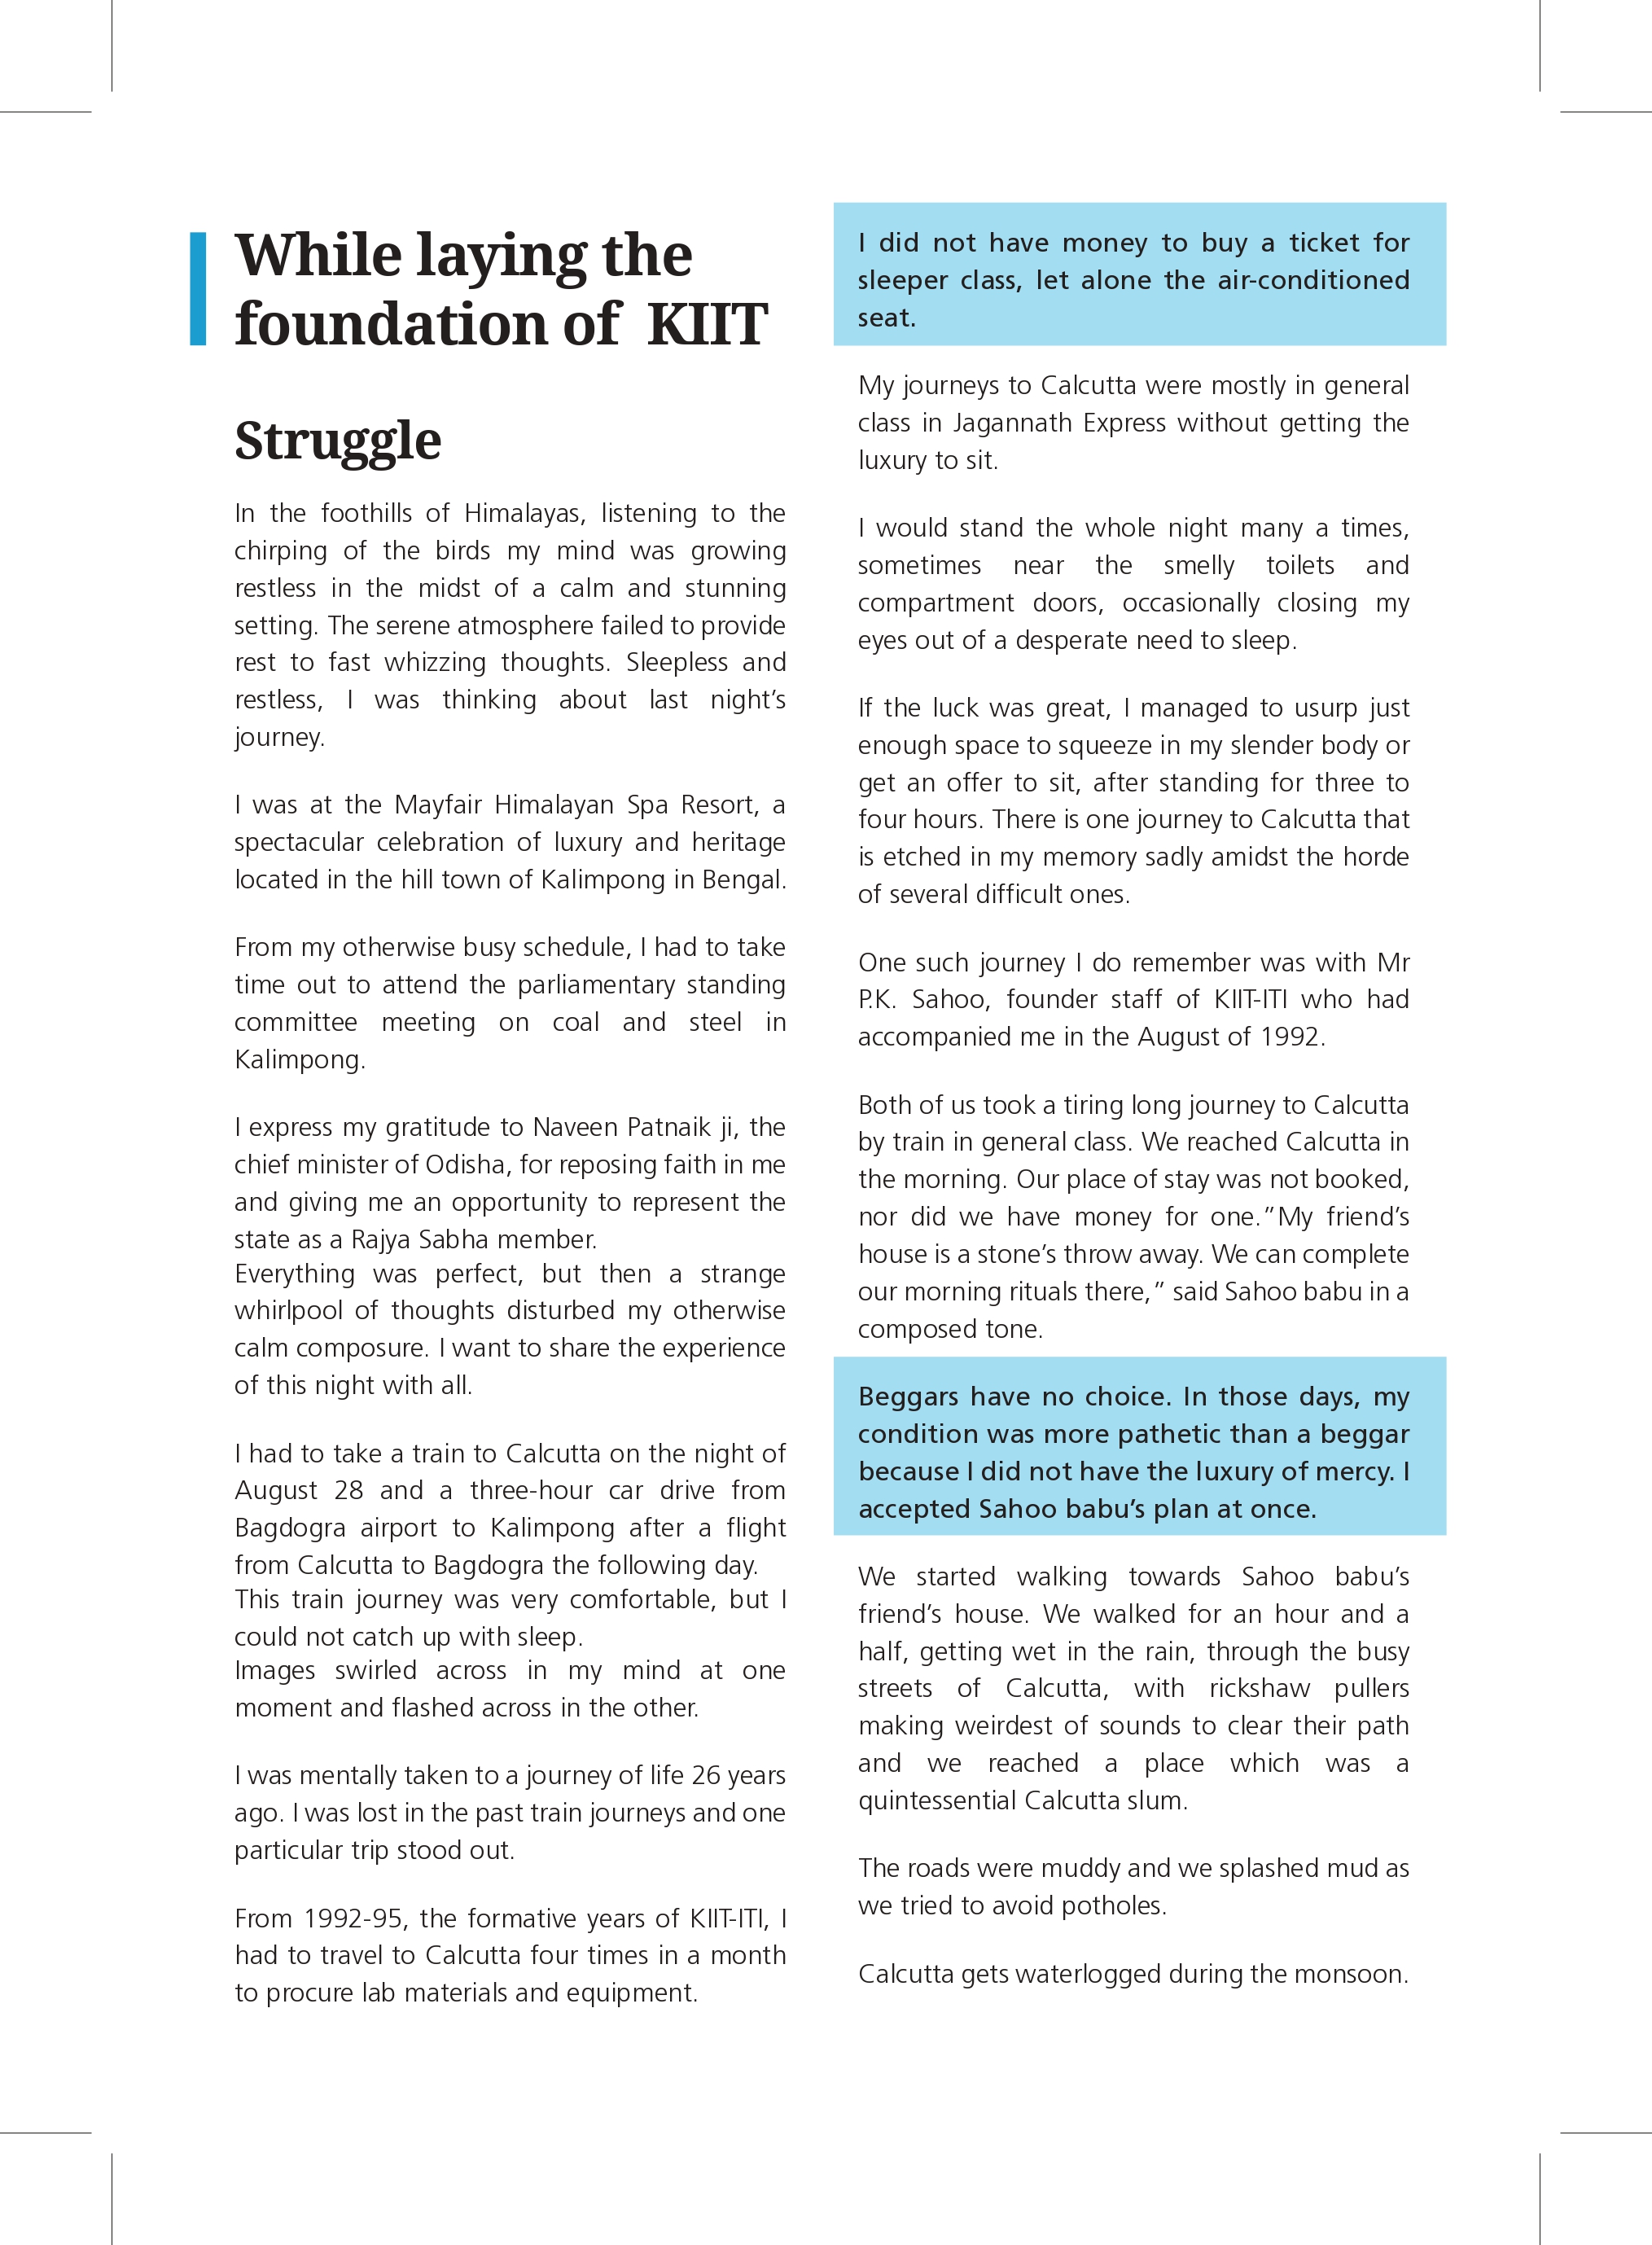 While laying the
foundation of KIIT
Struggle
In the foothills of Himalayas, listening to the
chirping of the birds my mind was growing
restless in the midst of a calm and stunning
setting. The serene atmosphere failed to provide
rest to fast whizzing thoughts. Sleepless and
restless, I was thinking about last night’s
journey.
I was at the Mayfair Himalayan Spa Resort, a
spectacular celebration of luxury and heritage
located in the hill town of Kalimpong in Bengal.
From my otherwise busy schedule, I had to take
time out to attend the parliamentary standing
committee meeting on coal and steel in
Kalimpong.
I express my gratitude to Naveen Patnaik ji, the
chief minister of Odisha, for reposing faith in me
and giving me an opportunity to represent the
state as a Rajya Sabha member.
Everything was perfect, but then a strange
whirlpool of thoughts disturbed my otherwise
calm composure. I want to share the experience
of this night with all.
I had to take a train to Calcutta on the night of
August 28 and a three-hour car drive from
Bagdogra airport to Kalimpong after a flight
from Calcutta to Bagdogra the following day.
This train journey was very comfortable, but I
could not catch up with sleep.
Images swirled across in my mind at one
moment and flashed across in the other.
I was mentally taken to a journey of life 26 years
ago. I was lost in the past train journeys and one
particular trip stood out.
From 1992-95, the formative years of KIIT-ITI, I
had to travel to Calcutta four times in a month
to procure lab materials and equipment.
I did not have money to buy a ticket for
sleeper class, let alone the air-conditioned
seat.
My journeys to Calcutta were mostly in general
class in Jagannath Express without getting the
luxury to sit.
I would stand the whole night many a times,
sometimes near the smelly toilets and
compartment doors, occasionally closing my
eyes out of a desperate need to sleep.
If the luck was great, I managed to usurp just
enough space to squeeze in my slender body or
get an offer to sit, after standing for three to
four hours. There is one journey to Calcutta that
is etched in my memory sadly amidst the horde
of several difficult ones.
One such journey I do remember was with Mr
P.K. Sahoo, founder staff of KIIT-ITI who had
accompanied me in the August of 1992.
Both of us took a tiring long journey to Calcutta
by train in general class. We reached Calcutta in
the morning. Our place of stay was not booked,
nor did we have money for one.”My friend’s
house is a stone’s throw away. We can complete
our morning rituals there,” said Sahoo babu in a
composed tone.
Beggars have no choice. In those days, my
condition was more pathetic than a beggar
because I did not have the luxury of mercy. I
accepted Sahoo babu’s plan at once.
We started walking towards Sahoo babu’s
friend’s house. We walked for an hour and a
half, getting wet in the rain, through the busy
streets of Calcutta, with rickshaw pullers
making weirdest of sounds to clear their path
and we reached a place which was a
quintessential Calcutta slum.
The roads were muddy and we splashed mud as
we tried to avoid potholes.
Calcutta gets waterlogged during the monsoon.